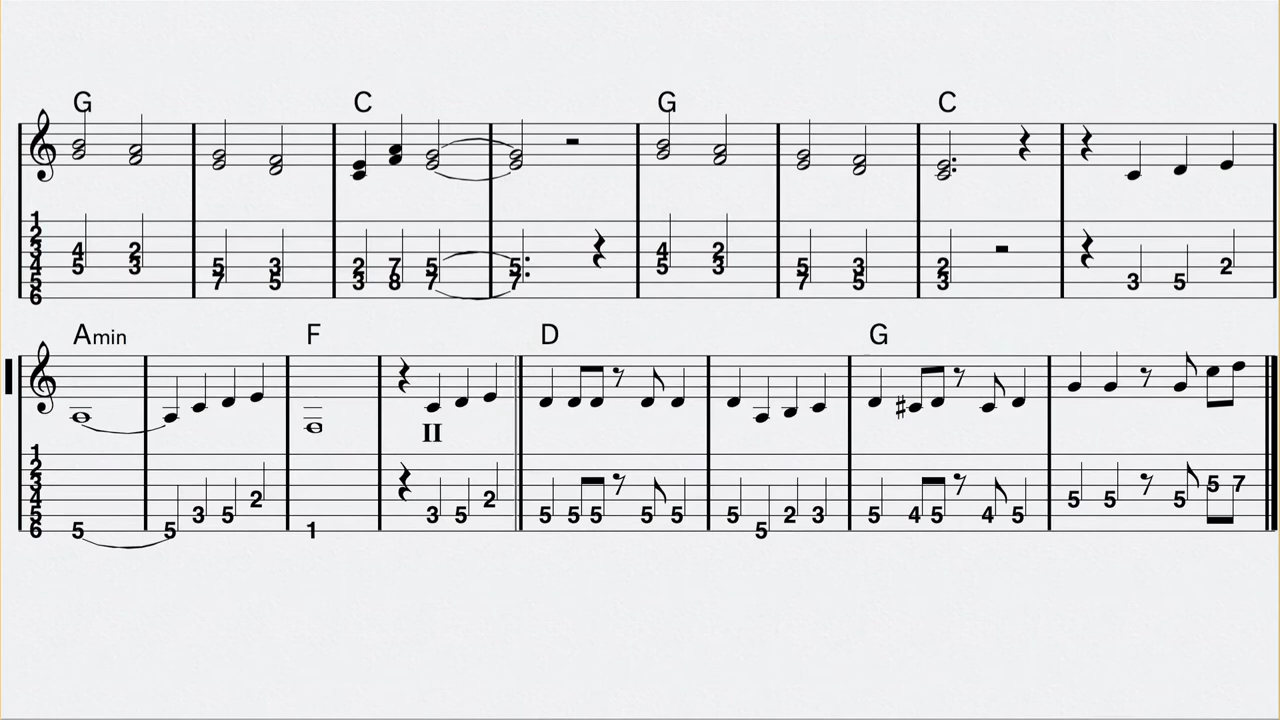 G C G C
1
2 4 2 7 4 2
3 5 3 5 3 2 7 5 5 5 3 5 3 2 2
4
5 7 5 3 8 7 7 7 5 3 3 5
6
Amin F D G
II
1
2
3 5 7
4 2 2 5 5 5
5 3 5 3 5 5 5 5 5 5 5 2 3 5 4 5 4 5
6 5 5 1 5